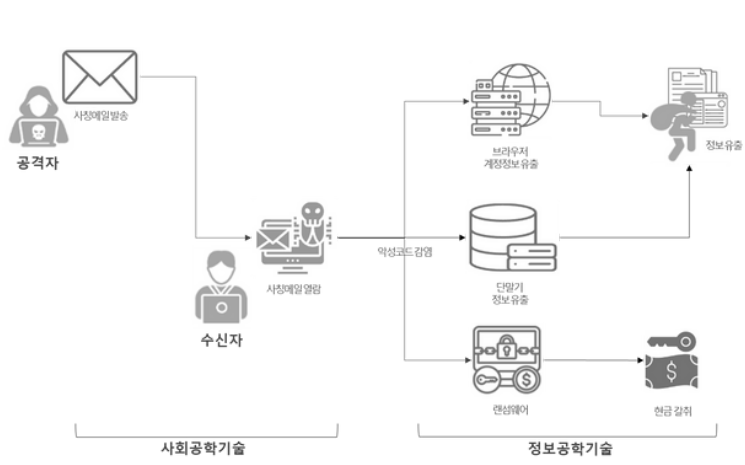 사칭메일 발송
공격자
사칭메일 열람
수신자
악성코드 감염
브라우저
계정정보 유출
정보 유출
단말기
정보 유출
랜섬웨어
현금 갈취
사회공학기술
정보공학기술